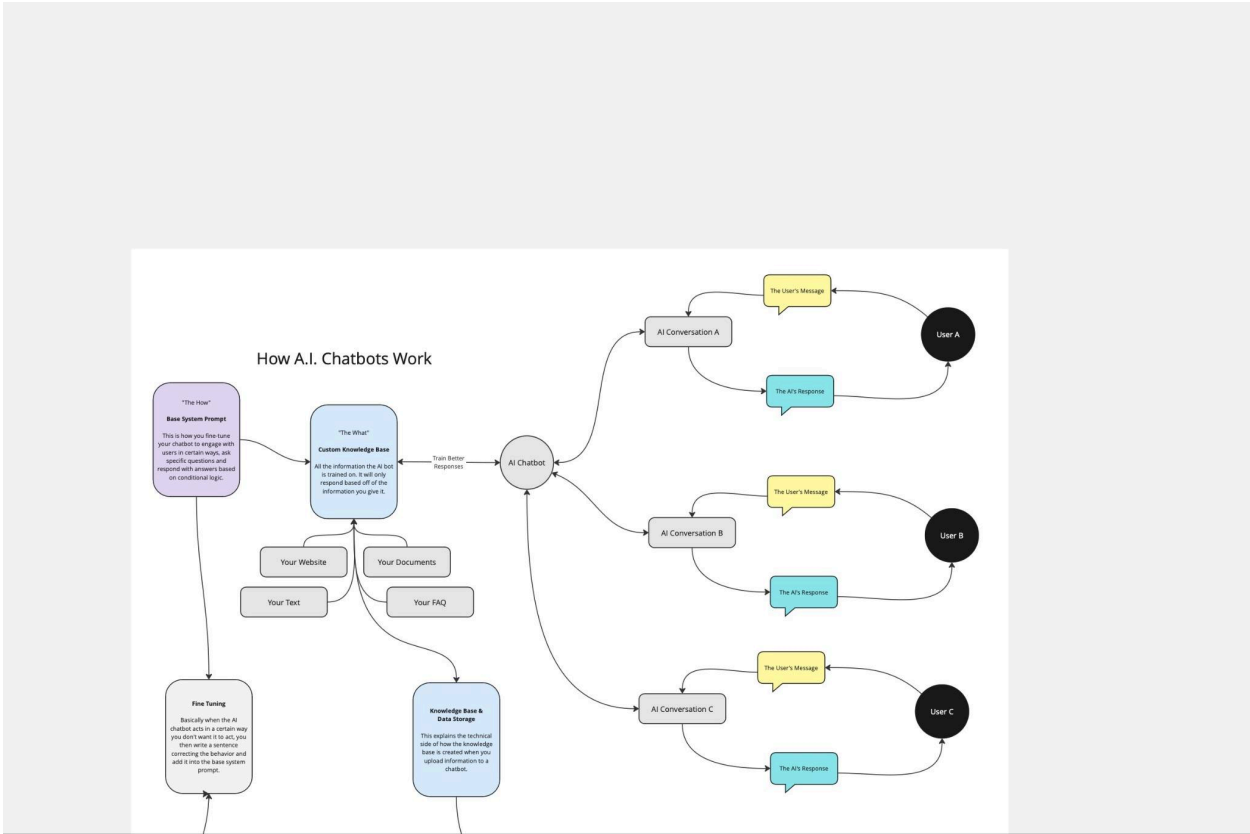 How A.I. Chatbots Work
"The How"
Base System Prompt
This is how you fine-tune
your chatbot to engage with
users in certain ways, ask
specific questions and
respond with answers based
on conditional logic.
"The What"
Custom Knowledge Base
All the information the AI bot
is trained on. It will only
respond based off of the
information you give it.
Train Better
Responses
AI Chatbot
Your Website
Your Documents
Your Text
Your FAQ
Fine Tuning
Basically when the AI
chatbot acts in a certain way
you don't want it to act, you
then write a sentence
correcting the behavior and
add it into the base system
prompt.
Knowledge Base &
Data Storage
This explains the technical
side of how the knowledge
base is created when you
upload information to a
chatbot.
AI Conversation A
The User's Message
The AI's Response
User A
AI Conversation B
The User's Message
The AI's Response
User B
AI Conversation C
The User's Message
The AI's Response
User C